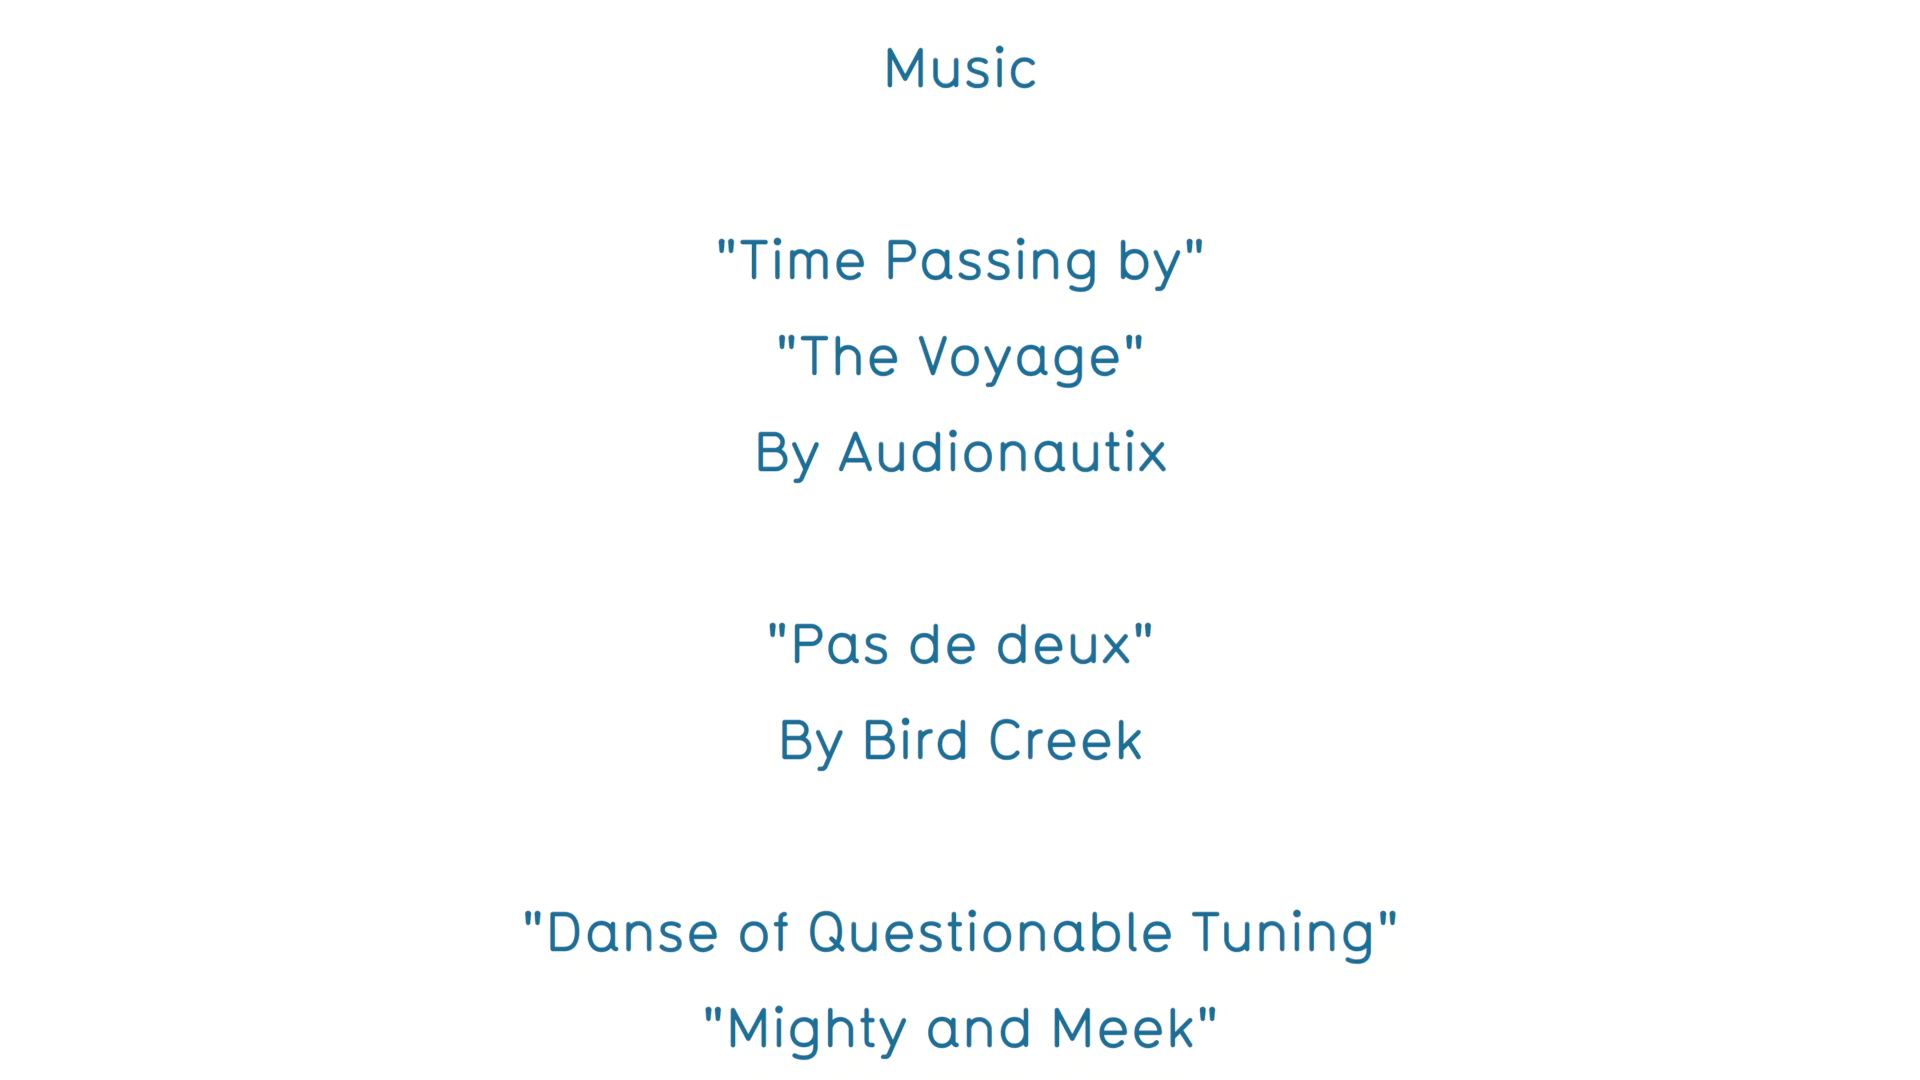 Music
"Time Passing by"
"The Voyage"
By Audionautix
"Pas de deux"
By Bird Creek
"Danse of Questionable Tuning"
"Mighty and Meek"